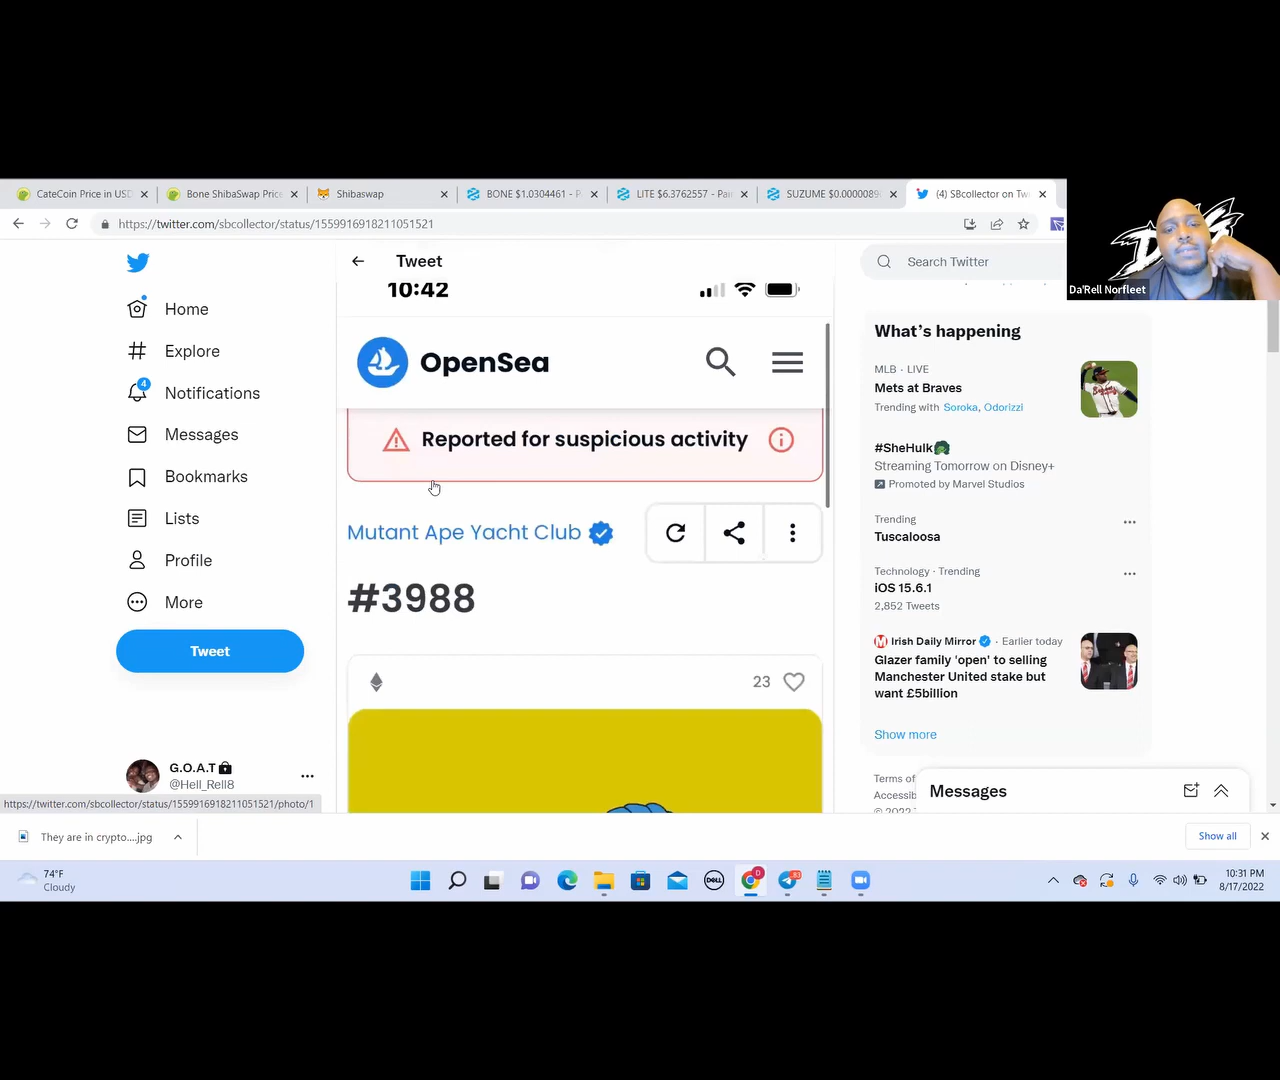 CateCoin Price in USD
Bone ShibaSwap Price
Shibaswap
BONE $1.0304461 - P
LITE $6.3762557 - Pai
SUZUME $0.0000089
(4) SBcollector on Tw
https://twitter.com/sbcollector/status/1559916918211051521
Da'Rell Norfleet
Home
Explore
4
Notifications
Messages
Bookmarks
Lists
Profile
More
Tweet
G.O.A.T
@Hell_Rell8
https://twitter.com/sbcollector/status/1559916918211051521/photo/1
Tweet
10:42
OpenSea
Reported for suspicious activity
Mutant Ape Yacht Club
#3988
23
Search Twitter
What's happening
MLB · LIVE
Mets at Braves
Trending with Soroka, Odorizzi
#SheHulk
Streaming Tomorrow on Disney+
Promoted by Marvel Studios
Trending
Tuscaloosa
Technology · Trending
iOS 15.6.1
2,852 Tweets
Irish Daily Mirror · Earlier today
Glazer family 'open' to selling
Manchester United stake but
want £5billion
Show more
Terms of
Accessib
© 2022
Messages
They are in crypto....jpg
Show all
74°F
Cloudy
DELL
D
10:31 PM
8/17/2022